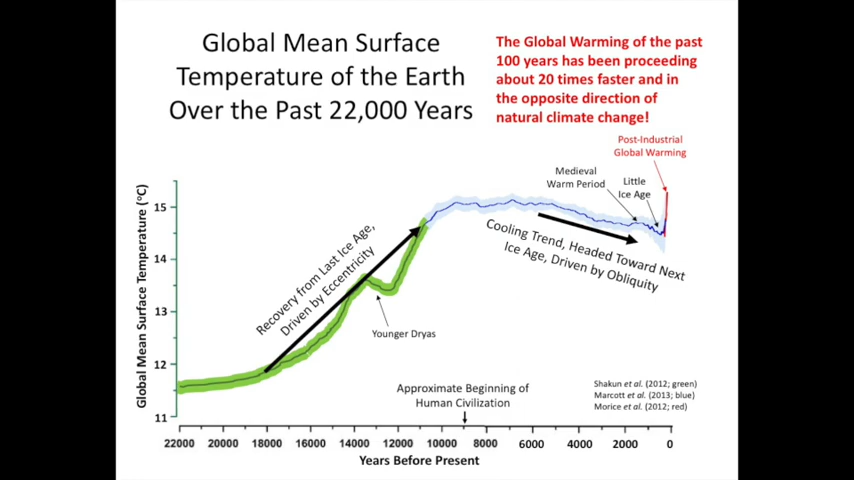 Global Mean Surface
Temperature of the Earth
Over the Past 22,000 Years
The Global Warming of the past
100 years has been proceeding
about 20 times faster and in
the opposite direction of
natural climate change!
Post-Industrial
Global Warming
Medieval
Warm Period
Little
Ice Age
Global Mean Surface Temperature (°C)
15
14
13
12
11
Recovery from Last Ice Age,
Driven by Eccentricity
Cooling Trend, Headed Toward Next
Ice Age, Driven by Obliquity
Younger Dryas
Approximate Beginning of
Human Civilization
Shakun et al. (2012; green)
Marcott et al. (2013; blue)
Morice et al. (2012; red)
22000 20000 18000 16000 14000 12000 10000 8000 6000 4000 2000 0
Years Before Present